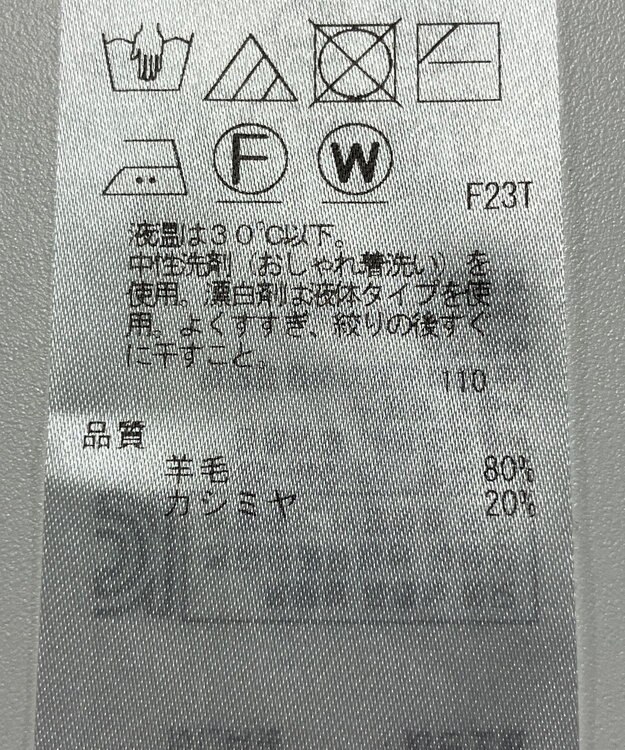 F W
F23T
液温は30℃以下。
中性洗剤（おしゃれ着洗い）を
使用。漂白剤は液体タイプを使
用。よくすすぎ、絞りの後すぐ
に干すこと。
110
品質
羊毛 80%
カシミヤ 20%